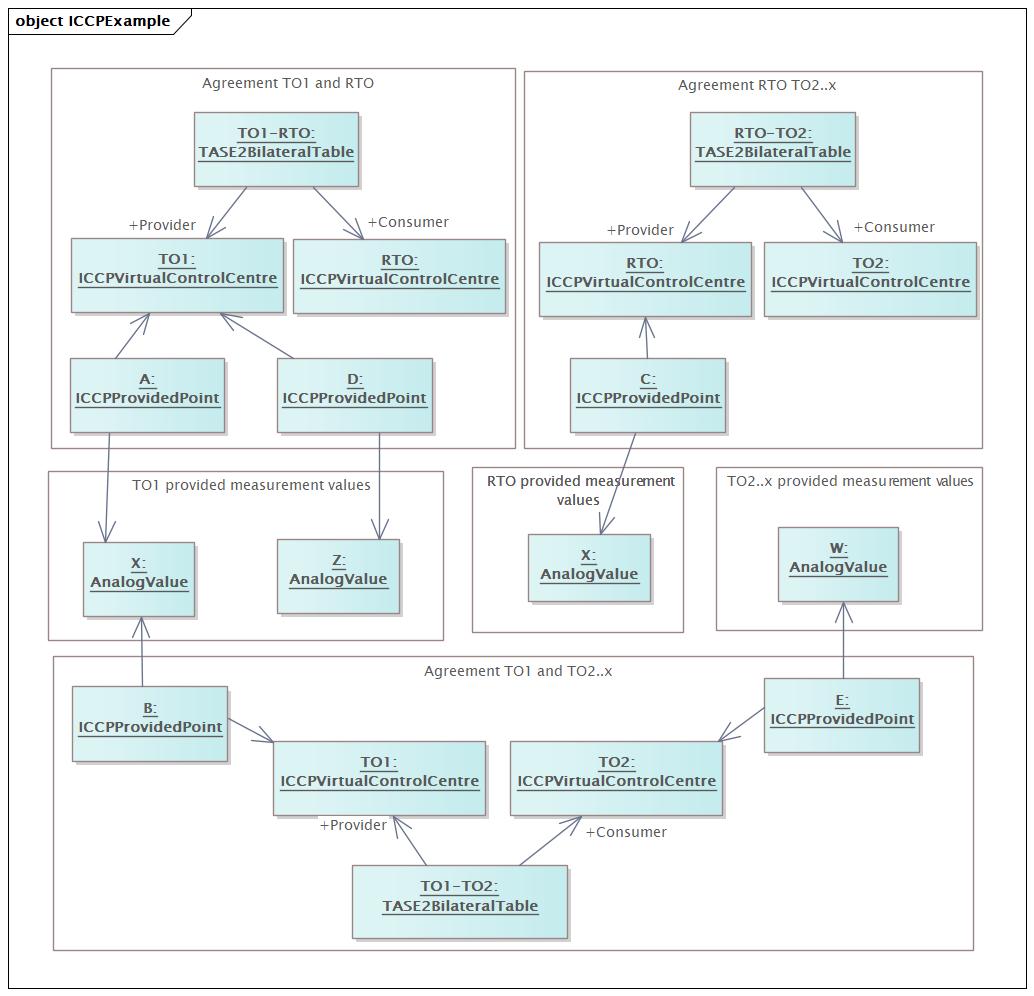 object ICCPExample
Agreement TO1 and RTO
TO1-RTO:
TASE2BilateralTable
+Provider
+Consumer
TO1:
ICCPVirtualControlCentre
RTO:
ICCPVirtualControlCentre
A:
ICCPProvidedPoint
D:
ICCPProvidedPoint
Agreement RTO TO2..x
RTO-TO2:
TASE2BilateralTable
+Provider
+Consumer
RTO:
ICCPVirtualControlCentre
TO2:
ICCPVirtualControlCentre
C:
ICCPProvidedPoint
TO1 provided measurement values
X:
AnalogValue
Z:
AnalogValue
RTO provided measurement
values
X:
AnalogValue
TO2..x provided measurement values
W:
AnalogValue
Agreement TO1 and TO2..x
B:
ICCPProvidedPoint
E:
ICCPProvidedPoint
TO1:
ICCPVirtualControlCentre
TO2:
ICCPVirtualControlCentre
+Provider
+Consumer
TO1-TO2:
TASE2BilateralTable